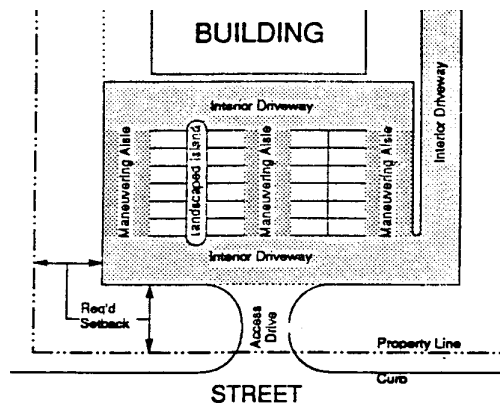 BUILDING
Interior Driveway
Interior Driveway
Maneuvering Aisle
Landscaped Island
Maneuvering Aisle
Maneuvering Aisle
Interior Driveway
Req'd
Setback
Access
Drive
Property Line
Curb
STREET